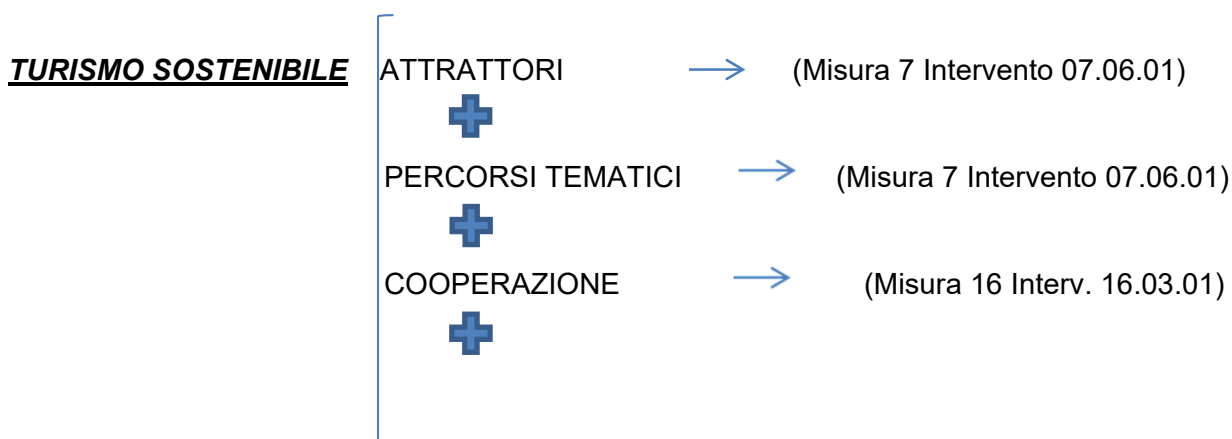 TURISMO SOSTENIBILE ATTRATTORI (Misura 7 Intervento 07.06.01)
PERCORSI TEMATICI (Misura 7 Intervento 07.06.01)
COOPERAZIONE (Misura 16 Interv. 16.03.01)